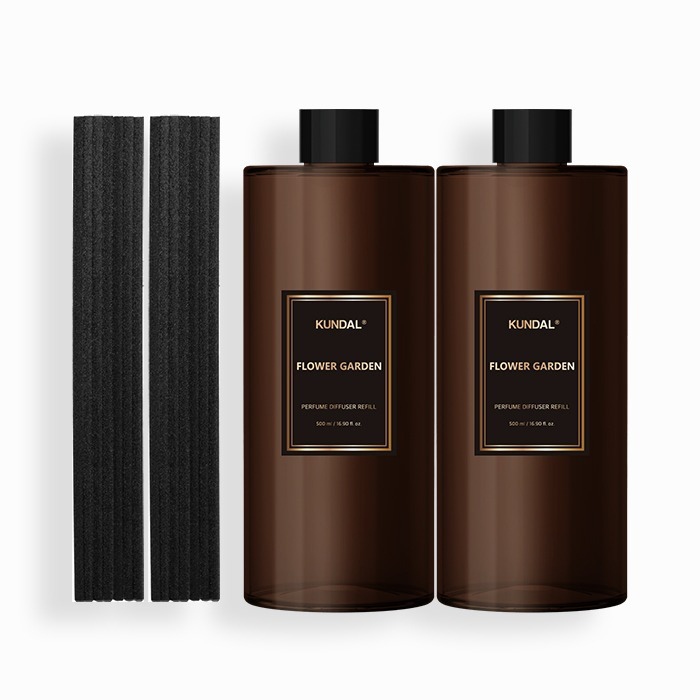 KUNDAL®
FLOWER GARDEN
PERFUME DIFFUSER REFILL
500 ml / 16.90 fl. oz
KUNDAL®
FLOWER GARDEN
PERFUME DIFFUSER REFILL
500 ml / 16.90 fl. oz